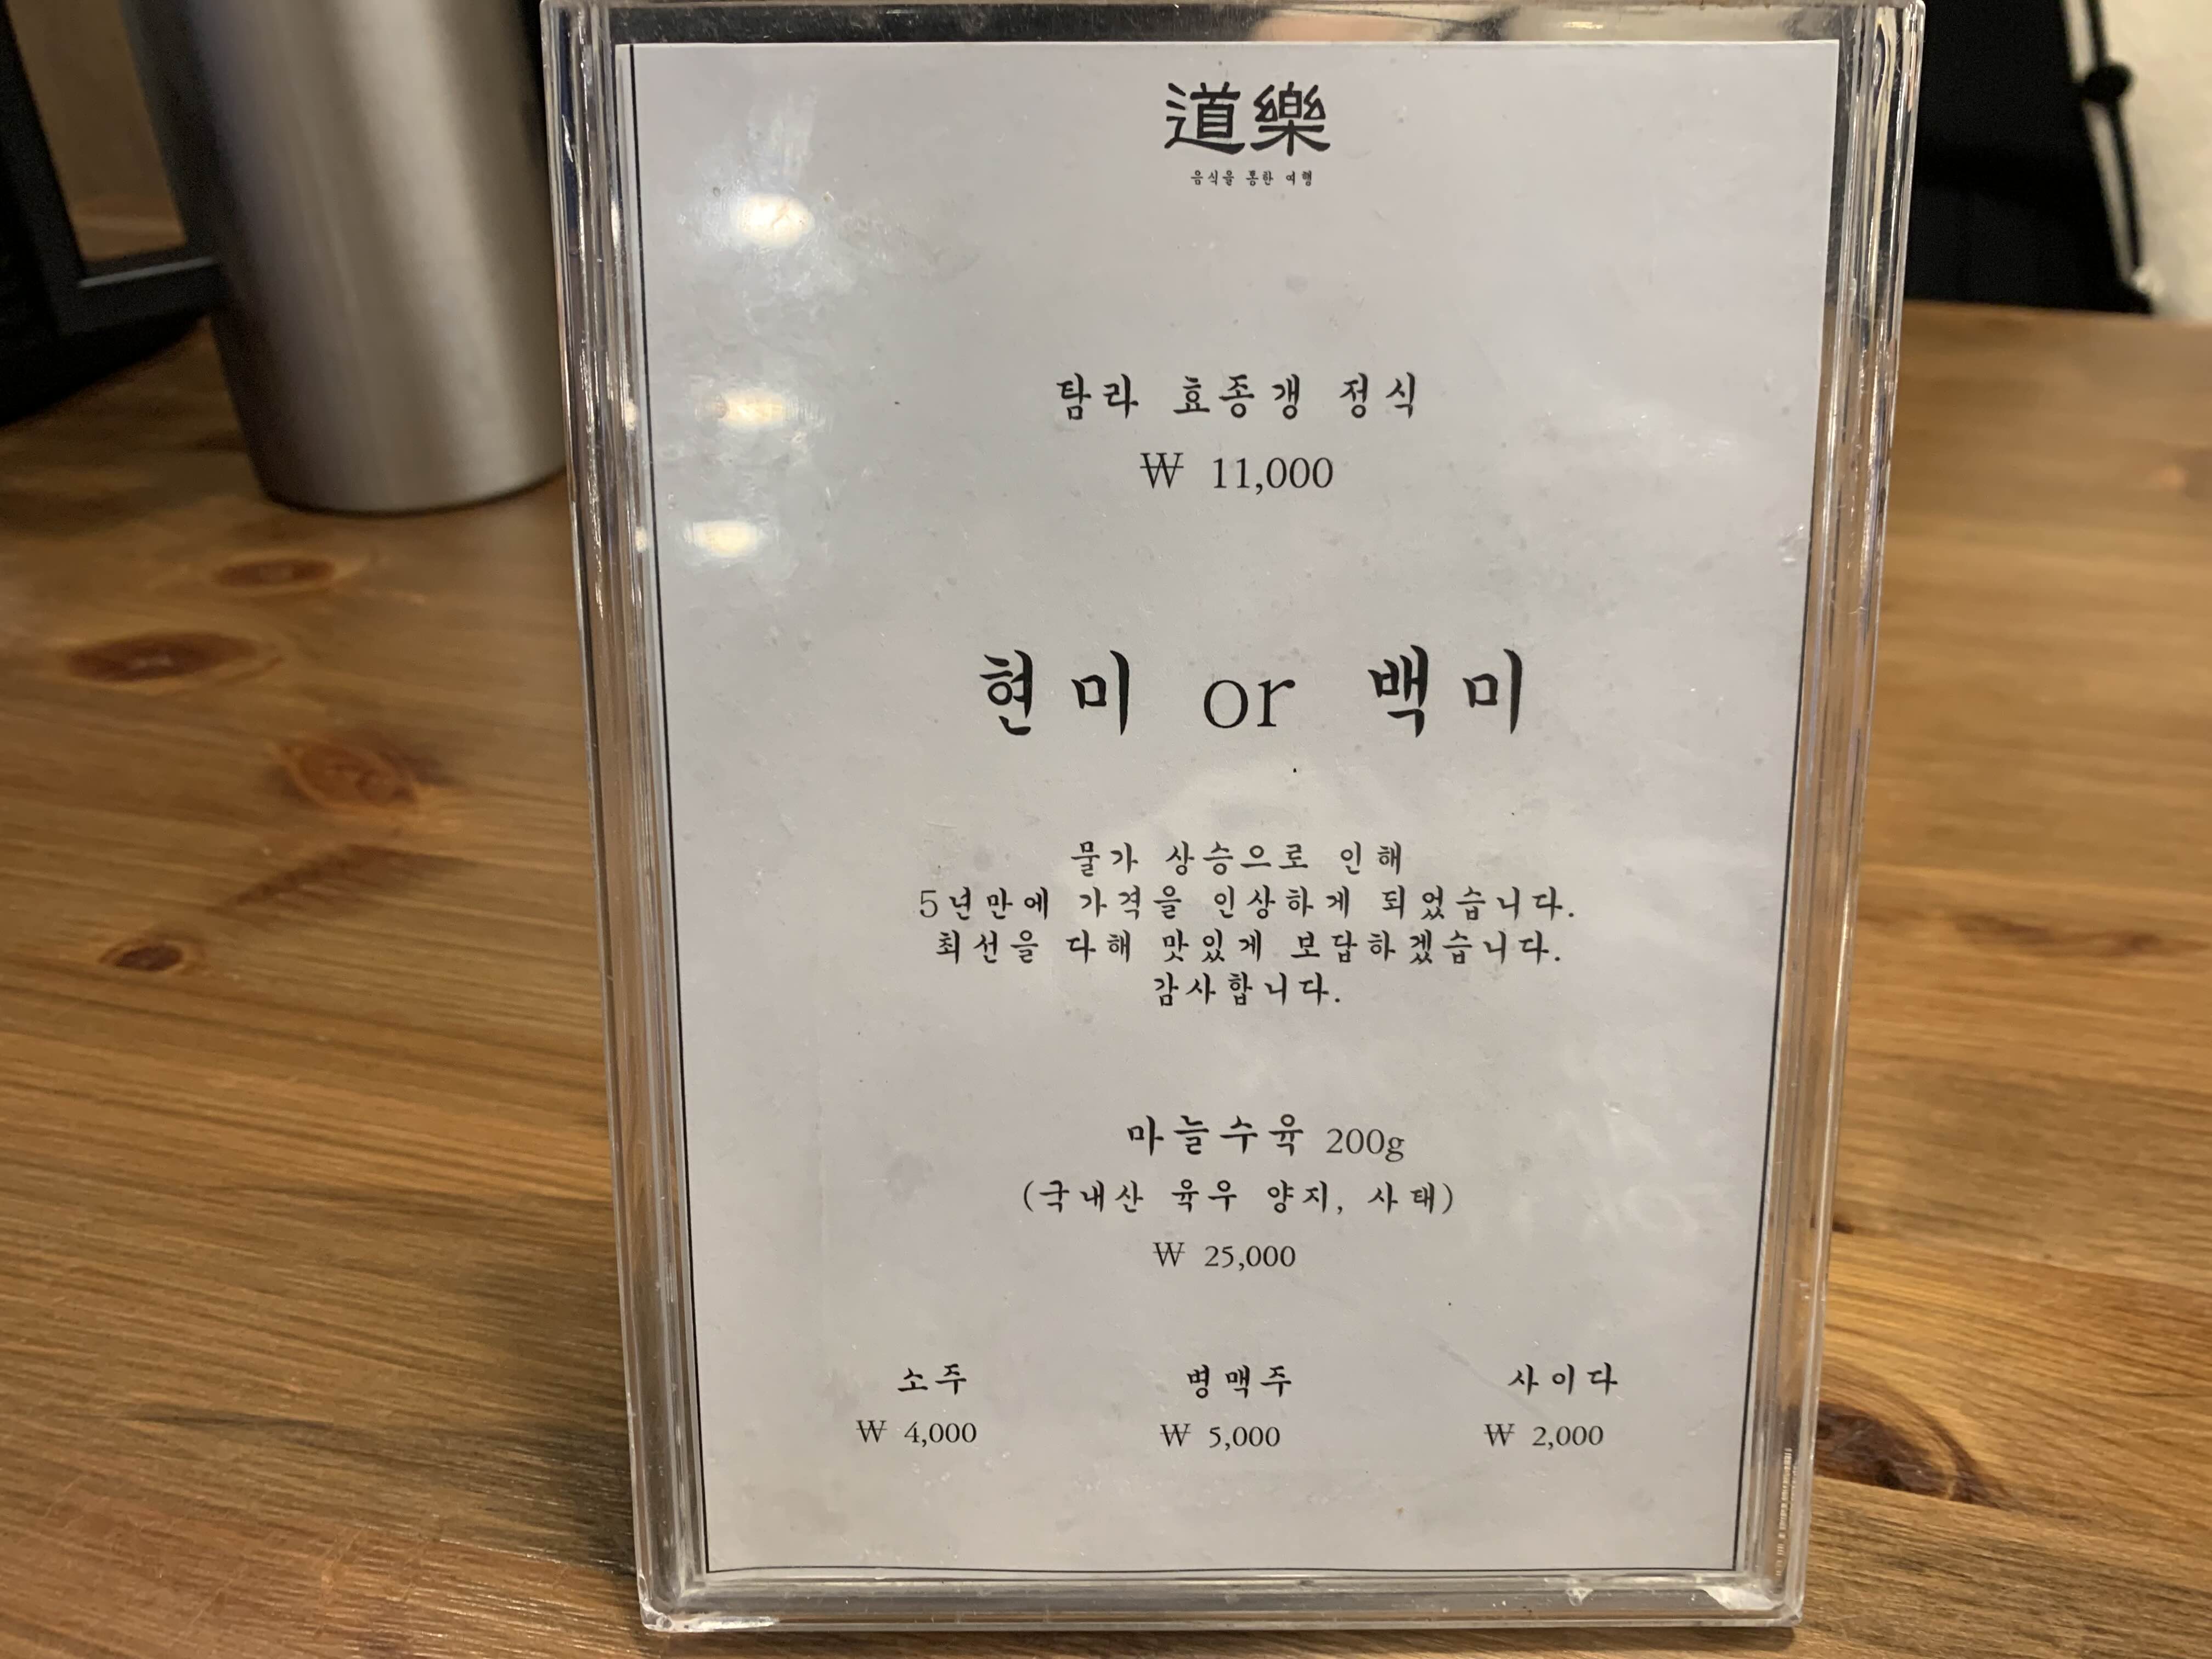 道樂
음식을 통한 여행
탐라 효종갱 정식
₩ 11,000
현미 or 백미
물가 상승으로 인해
5년만에 가격을 인상하게 되었습니다.
최선을 다해 맛있게 보답하겠습니다.
감사합니다.
마늘수육 200g
(국내산 육우 양지, 사태)
₩ 25,000
소주 병맥주 사이다
₩ 4,000 ₩ 5,000 ₩ 2,000